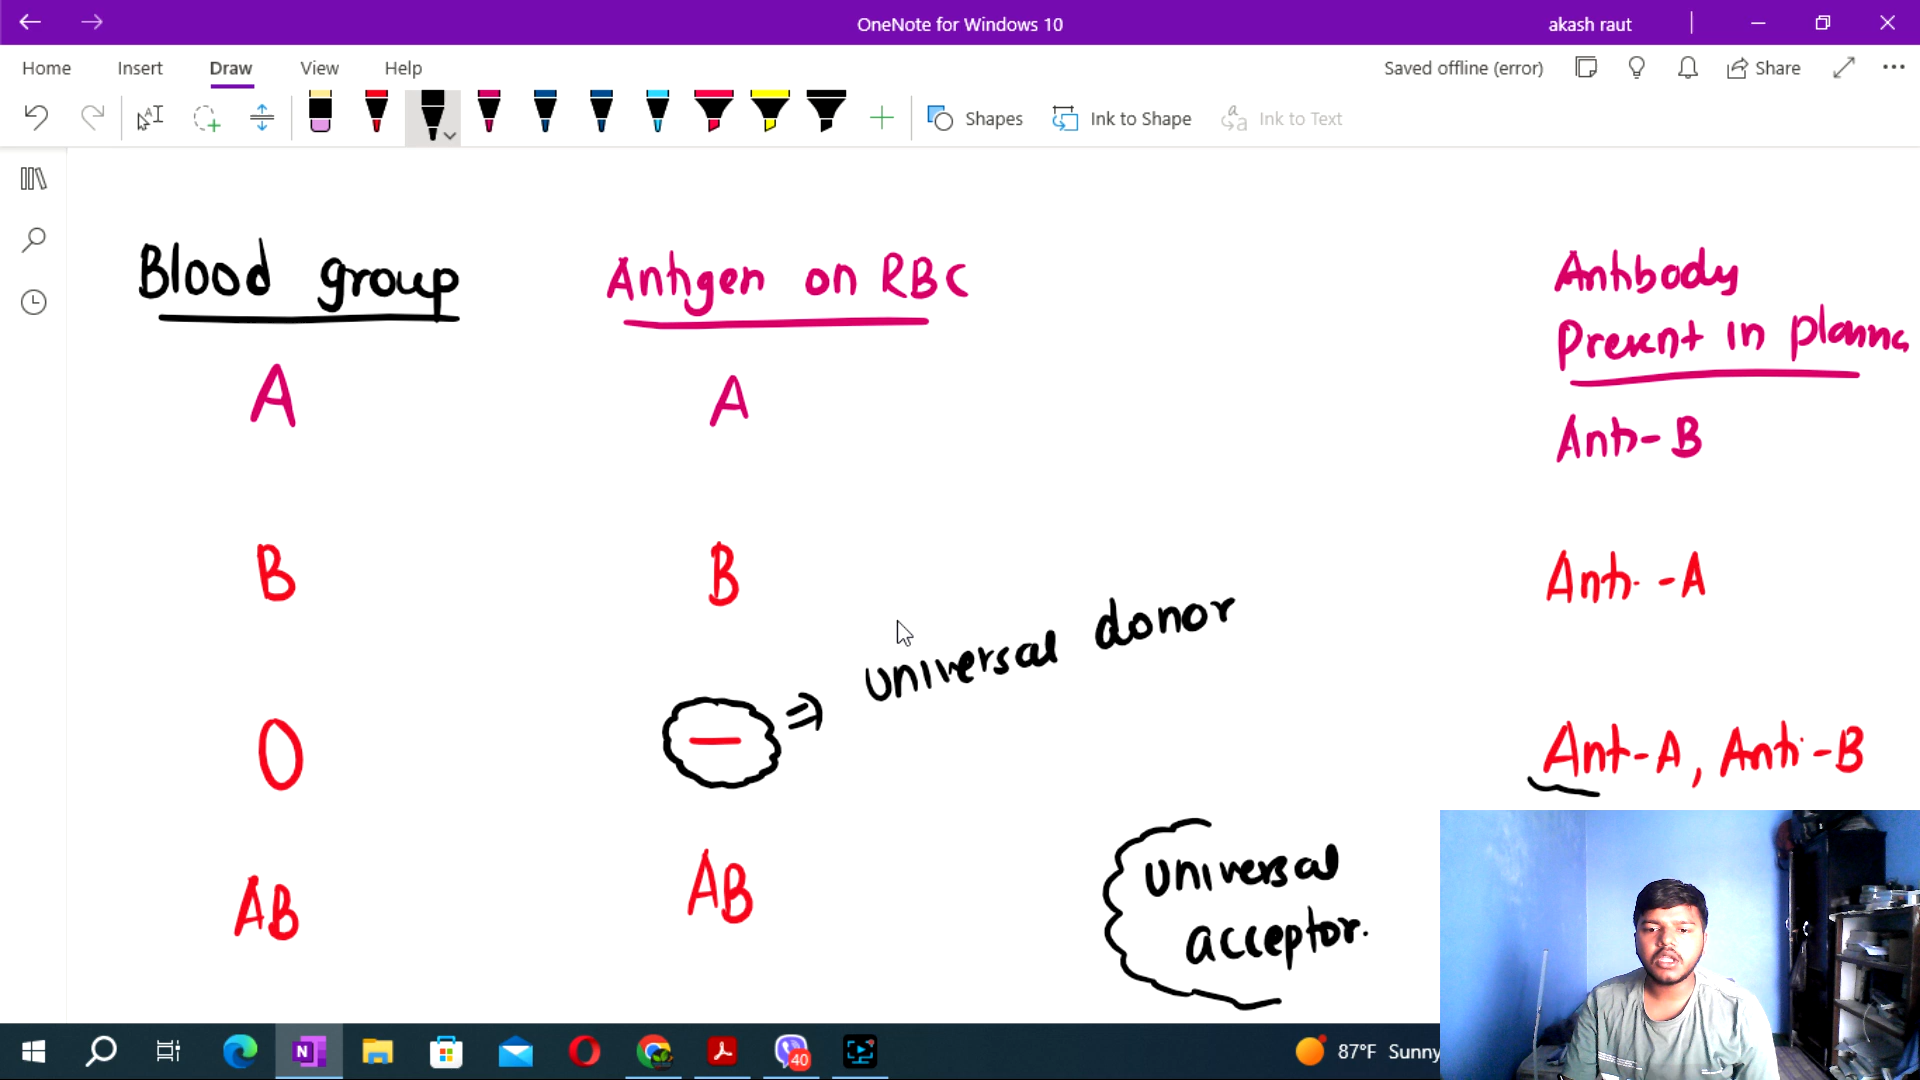 OneNote for Windows 10
akash raut
Home Insert Draw View Help
Saved offline (error)
Share
Shapes
Ink to Shape
Ink to Text
Blood group
Antigen on RBC
Antibody
Present in plasma
A
A
Anti-B
B
B
Anti-A
universal donor
O
Ant-A, Anti-B
AB
AB
universal
acceptor.
40
87°F Sunny